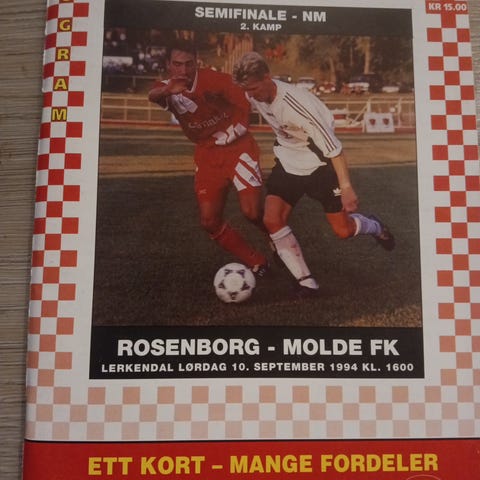 GRAM
KR 15.00
SEMIFINALE - NM
2. KAMP
ROSENBORG - MOLDE FK
LERKENDAL LØRDAG 10. SEPTEMBER 1994 KL. 1600
ETT KORT – MANGE FORDELER